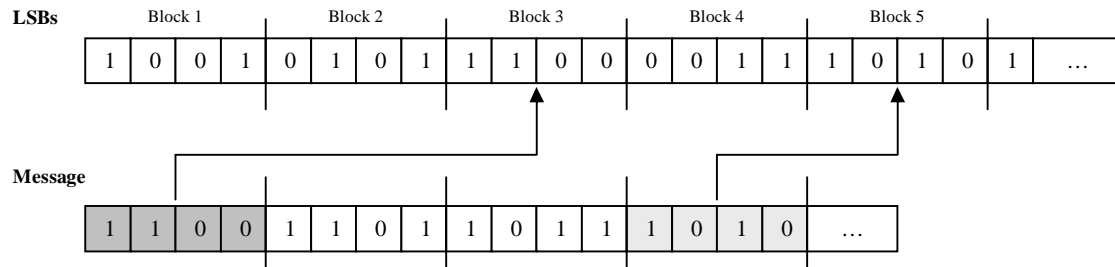 LSBs Block 1 Block 2 Block 3 Block 4 Block 5
1 0 0 1 0 1 0 1 1 1 0 0 0 0 1 1 1 0 1 0 1 …
Message
1 1 0 0 1 1 0 1 1 0 1 1 1 0 1 0 …